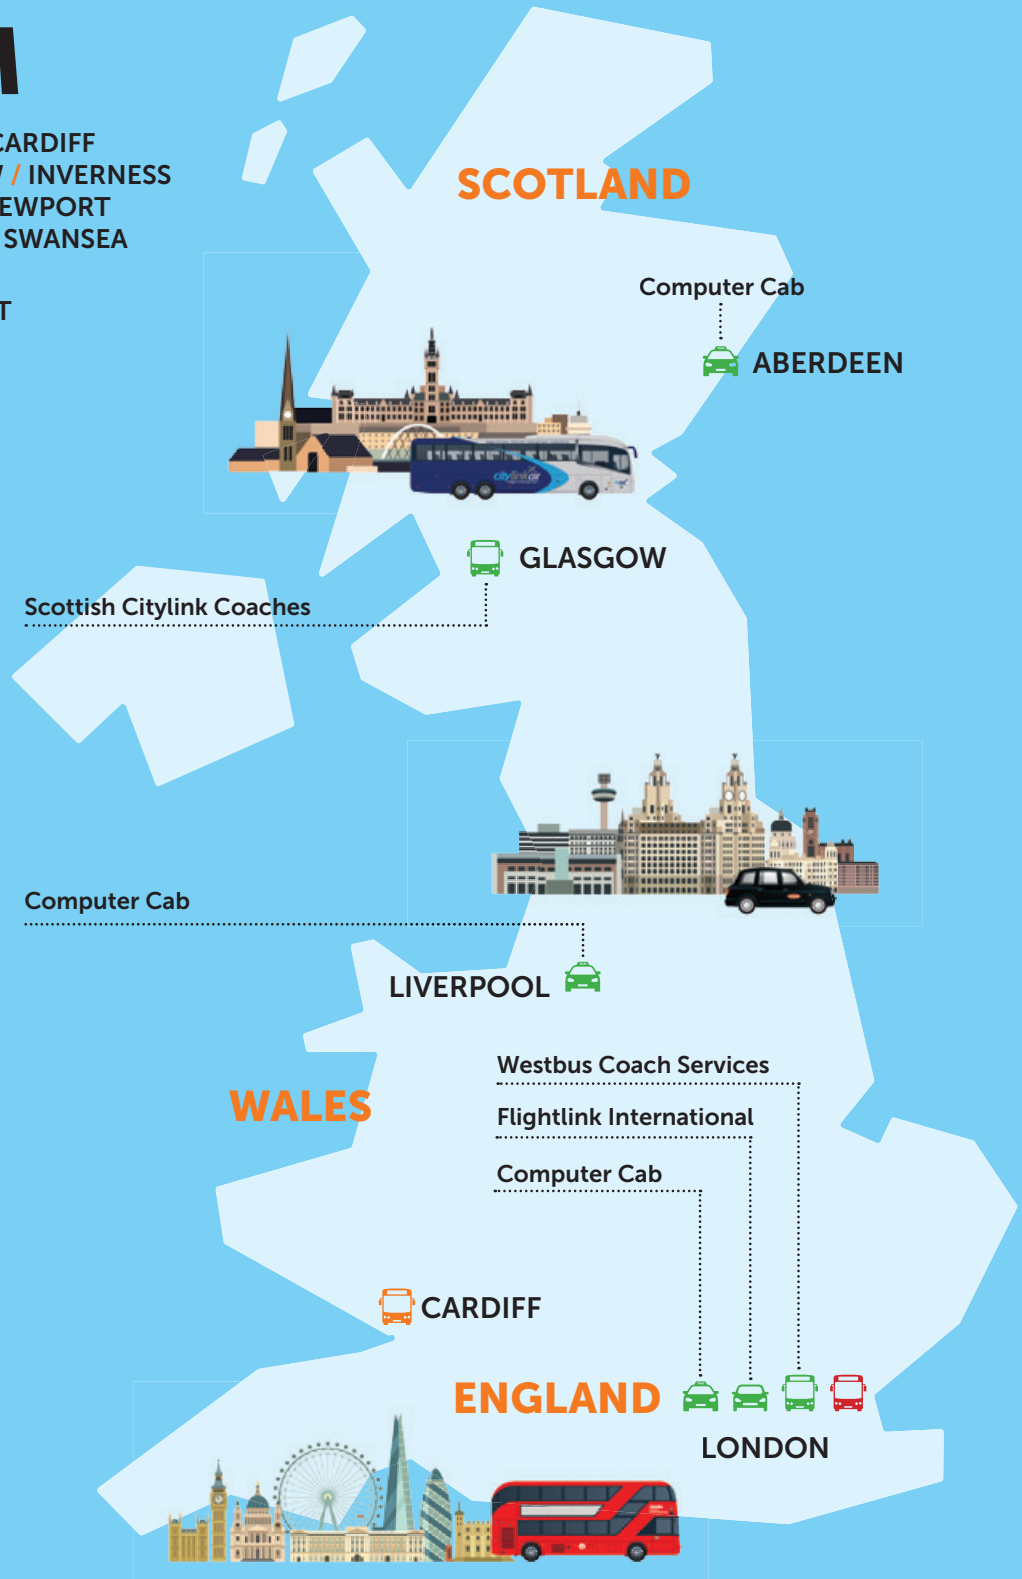 CARDIFF
/ INVERNESS
EWPORT
SWANSEA
T
SCOTLAND
Computer Cab
ABERDEEN
citylinkair
GLASGOW
Scottish Citylink Coaches
Computer Cab
LIVERPOOL
Westbus Coach Services
WALES
Flightlink International
Computer Cab
CARDIFF
ENGLAND
LONDON